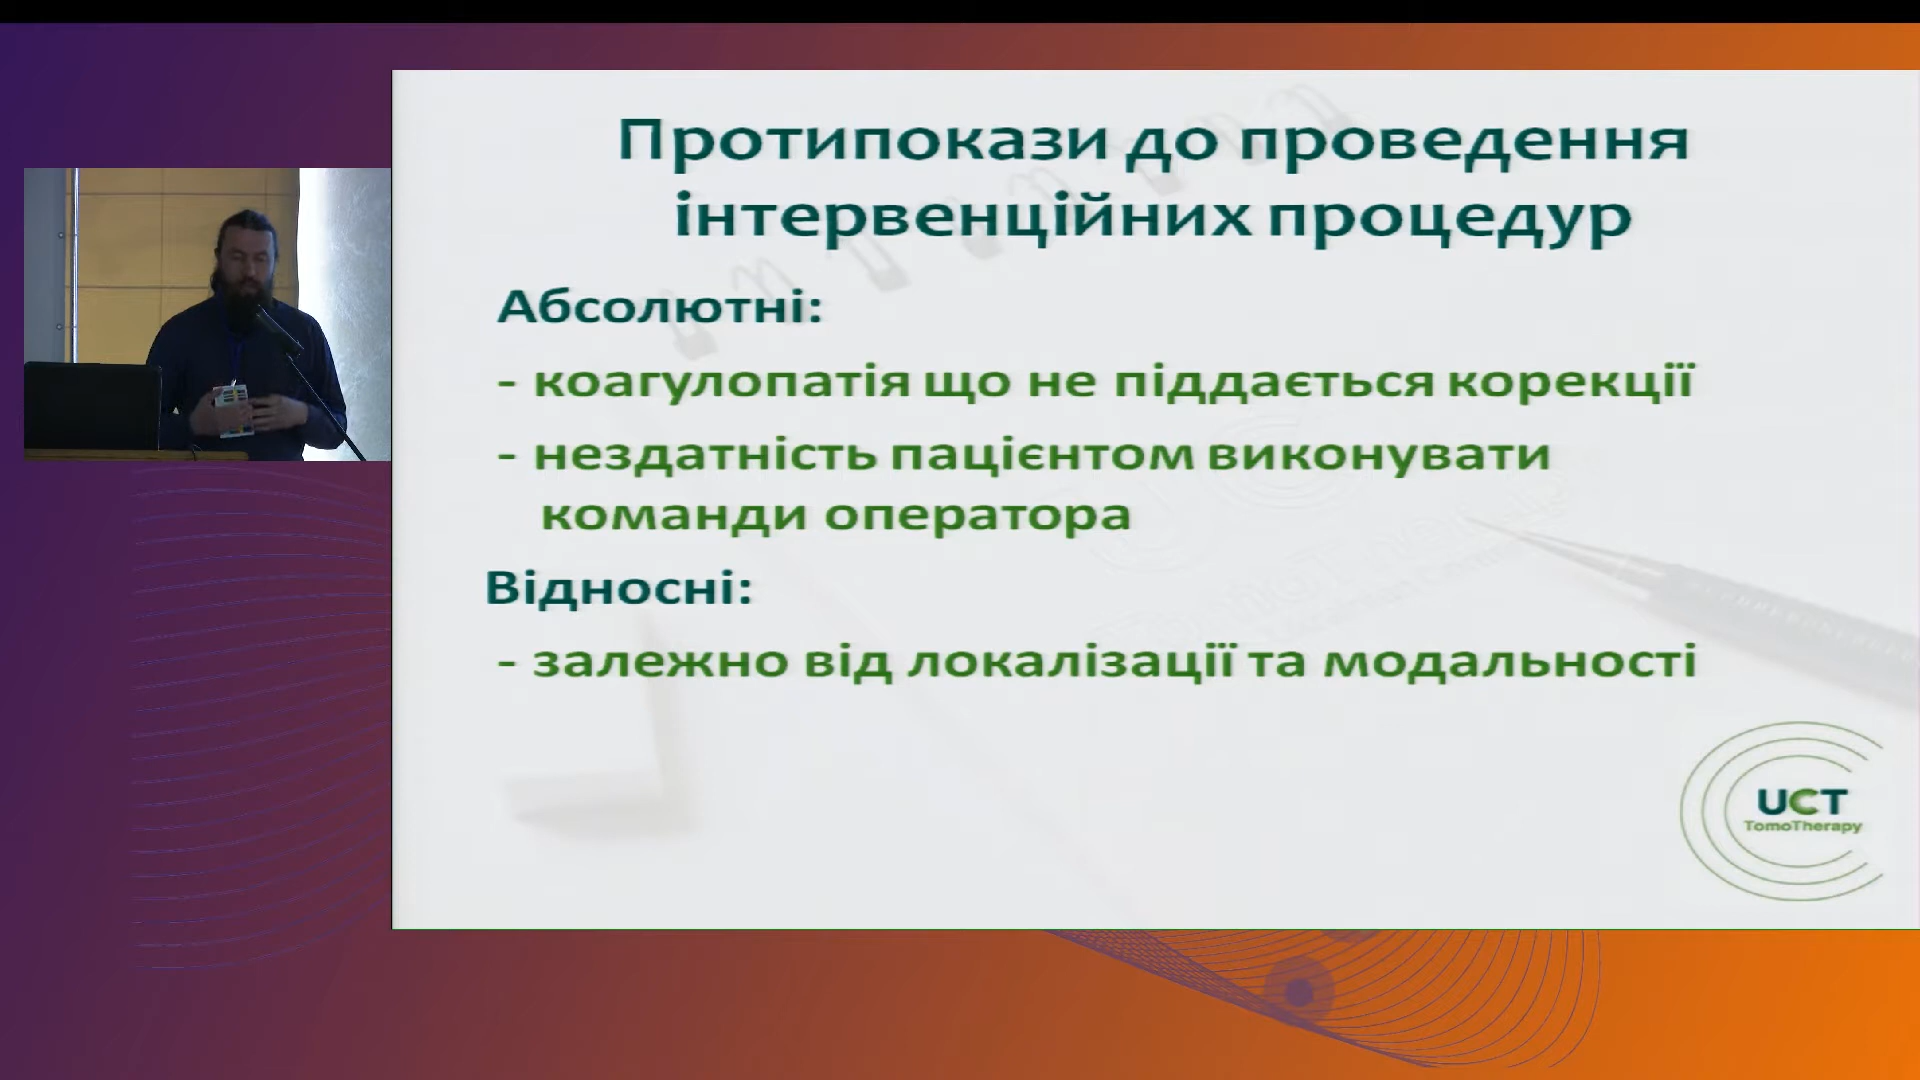 Протипокази до проведення
інтервенційних процедур
Абсолютні:
- коагулопатія що не піддається корекції
- нездатність пацієнтом виконувати
команди оператора
Відносні:
- залежно від локалізації та модальності
UCT
TomoTherapy